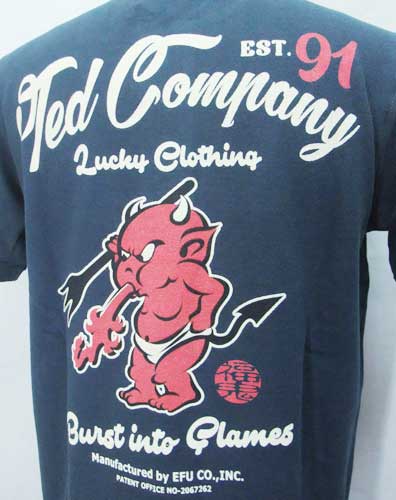 EST. 91
Ted Company
Lucky Clothing
Burst into Flames
Manufactured by EFU CO.,INC.
PATENT OFFICE NO-2067262